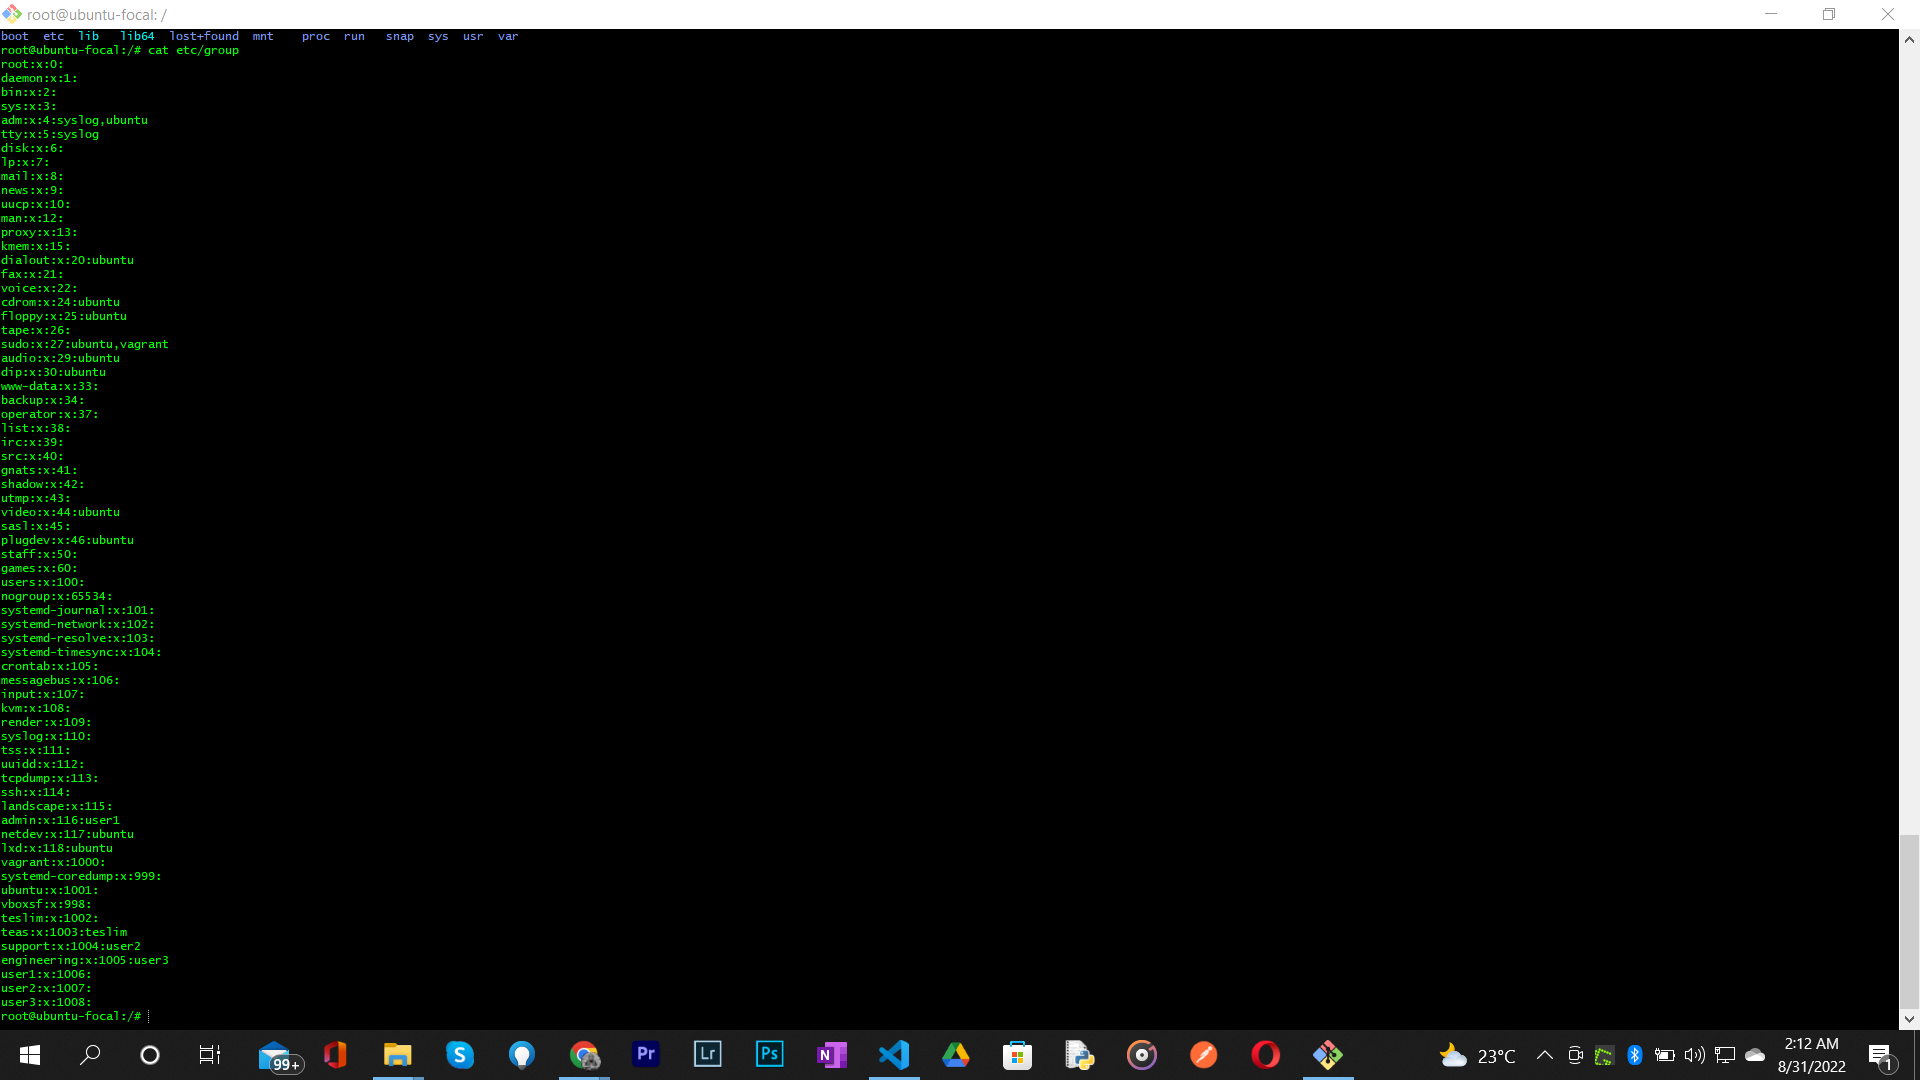 root@ubuntu-focal: /
boot  etc  lib   lib64  lost+found  mnt    proc  run   snap  sys  usr  var
root@ubuntu-focal:/# cat etc/group
root:x:0:
daemon:x:1:
bin:x:2:
sys:x:3:
adm:x:4:syslog,ubuntu
tty:x:5:syslog
disk:x:6:
lp:x:7:
mail:x:8:
news:x:9:
uucp:x:10:
man:x:12:
proxy:x:13:
kmem:x:15:
dialout:x:20:ubuntu
fax:x:21:
voice:x:22:
cdrom:x:24:ubuntu
floppy:x:25:ubuntu
tape:x:26:
sudo:x:27:ubuntu,vagrant
audio:x:29:ubuntu
dip:x:30:ubuntu
www-data:x:33:
backup:x:34:
operator:x:37:
list:x:38:
irc:x:39:
src:x:40:
gnats:x:41:
shadow:x:42:
utmp:x:43:
video:x:44:ubuntu
sasl:x:45:
plugdev:x:46:ubuntu
staff:x:50:
games:x:60:
users:x:100:
nogroup:x:65534:
systemd-journal:x:101:
systemd-network:x:102:
systemd-resolve:x:103:
systemd-timesync:x:104:
crontab:x:105:
messagebus:x:106:
input:x:107:
kvm:x:108:
render:x:109:
syslog:x:110:
tss:x:111:
uuidd:x:112:
tcpdump:x:113:
ssh:x:114:
landscape:x:115:
admin:x:116:user1
netdev:x:117:ubuntu
lxd:x:118:ubuntu
vagrant:x:1000:
systemd-coredump:x:999:
ubuntu:x:1001:
vboxsf:x:998:
teslim:x:1002:
teas:x:1003:teslim
support:x:1004:user2
engineering:x:1005:user3
user1:x:1006:
user2:x:1007:
user3:x:1008:
root@ubuntu-focal:/#
99+
S
Pr
Lr
Ps
N
23°C
2:12 AM
8/31/2022
1